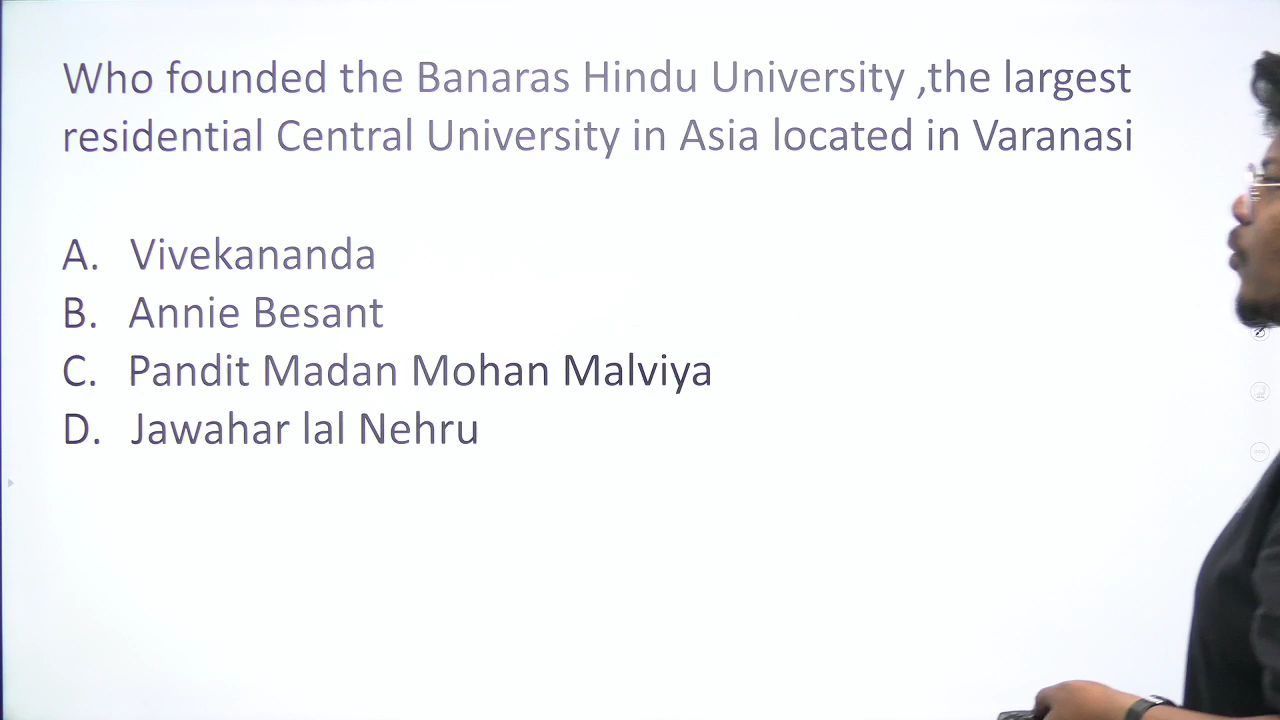 Who founded the Banaras Hindu University ,the largest
residential Central University in Asia located in Varanasi
A. Vivekananda
B. Annie Besant
C. Pandit Madan Mohan Malviya
D. Jawahar lal Nehru